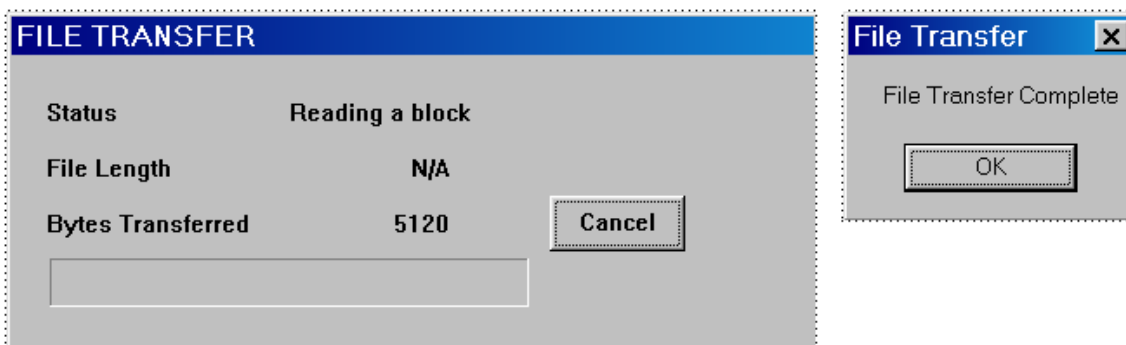 FILE TRANSFER
Status Reading a block
File Length N/A
Bytes Transferred 5120
Cancel
File Transfer
File Transfer Complete
OK